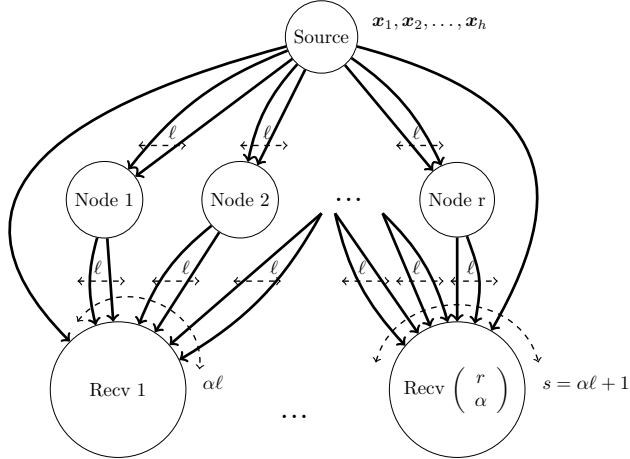 Source
x₁, x₂, …, xₕ
ℓ ℓ ℓ
Node 1 Node 2 … Node r
ℓ ℓ ℓ ℓ ℓ ℓ
Recv 1
αℓ
…
Recv ( r
α )
s = αℓ + 1